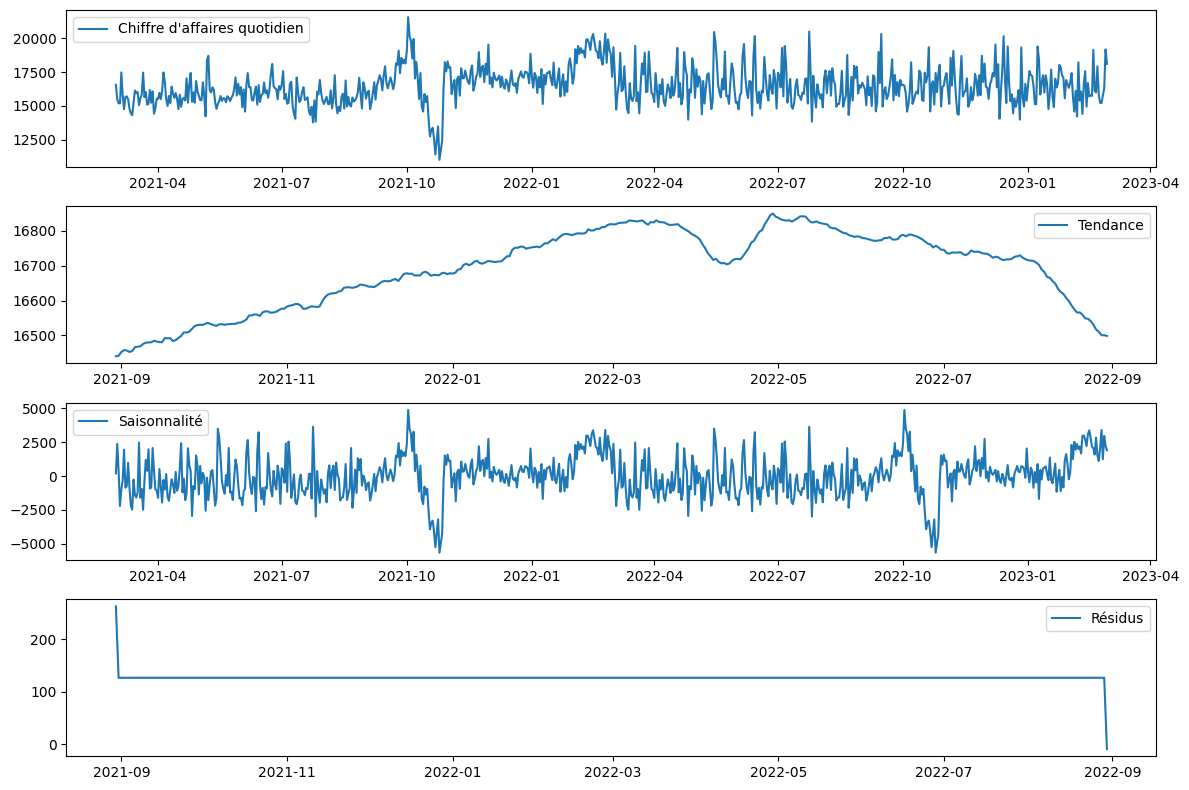 Chiffre d'affaires quotidien
20000
17500
15000
12500
2021-04 2021-07 2021-10 2022-01 2022-04 2022-07 2022-10 2023-01 2023-04
Tendance
16800
16700
16600
16500
2021-09 2021-11 2022-01 2022-03 2022-05 2022-07 2022-09
Saisonnalité
5000
2500
0
−2500
−5000
2021-04 2021-07 2021-10 2022-01 2022-04 2022-07 2022-10 2023-01 2023-04
Résidus
200
100
0
2021-09 2021-11 2022-01 2022-03 2022-05 2022-07 2022-09